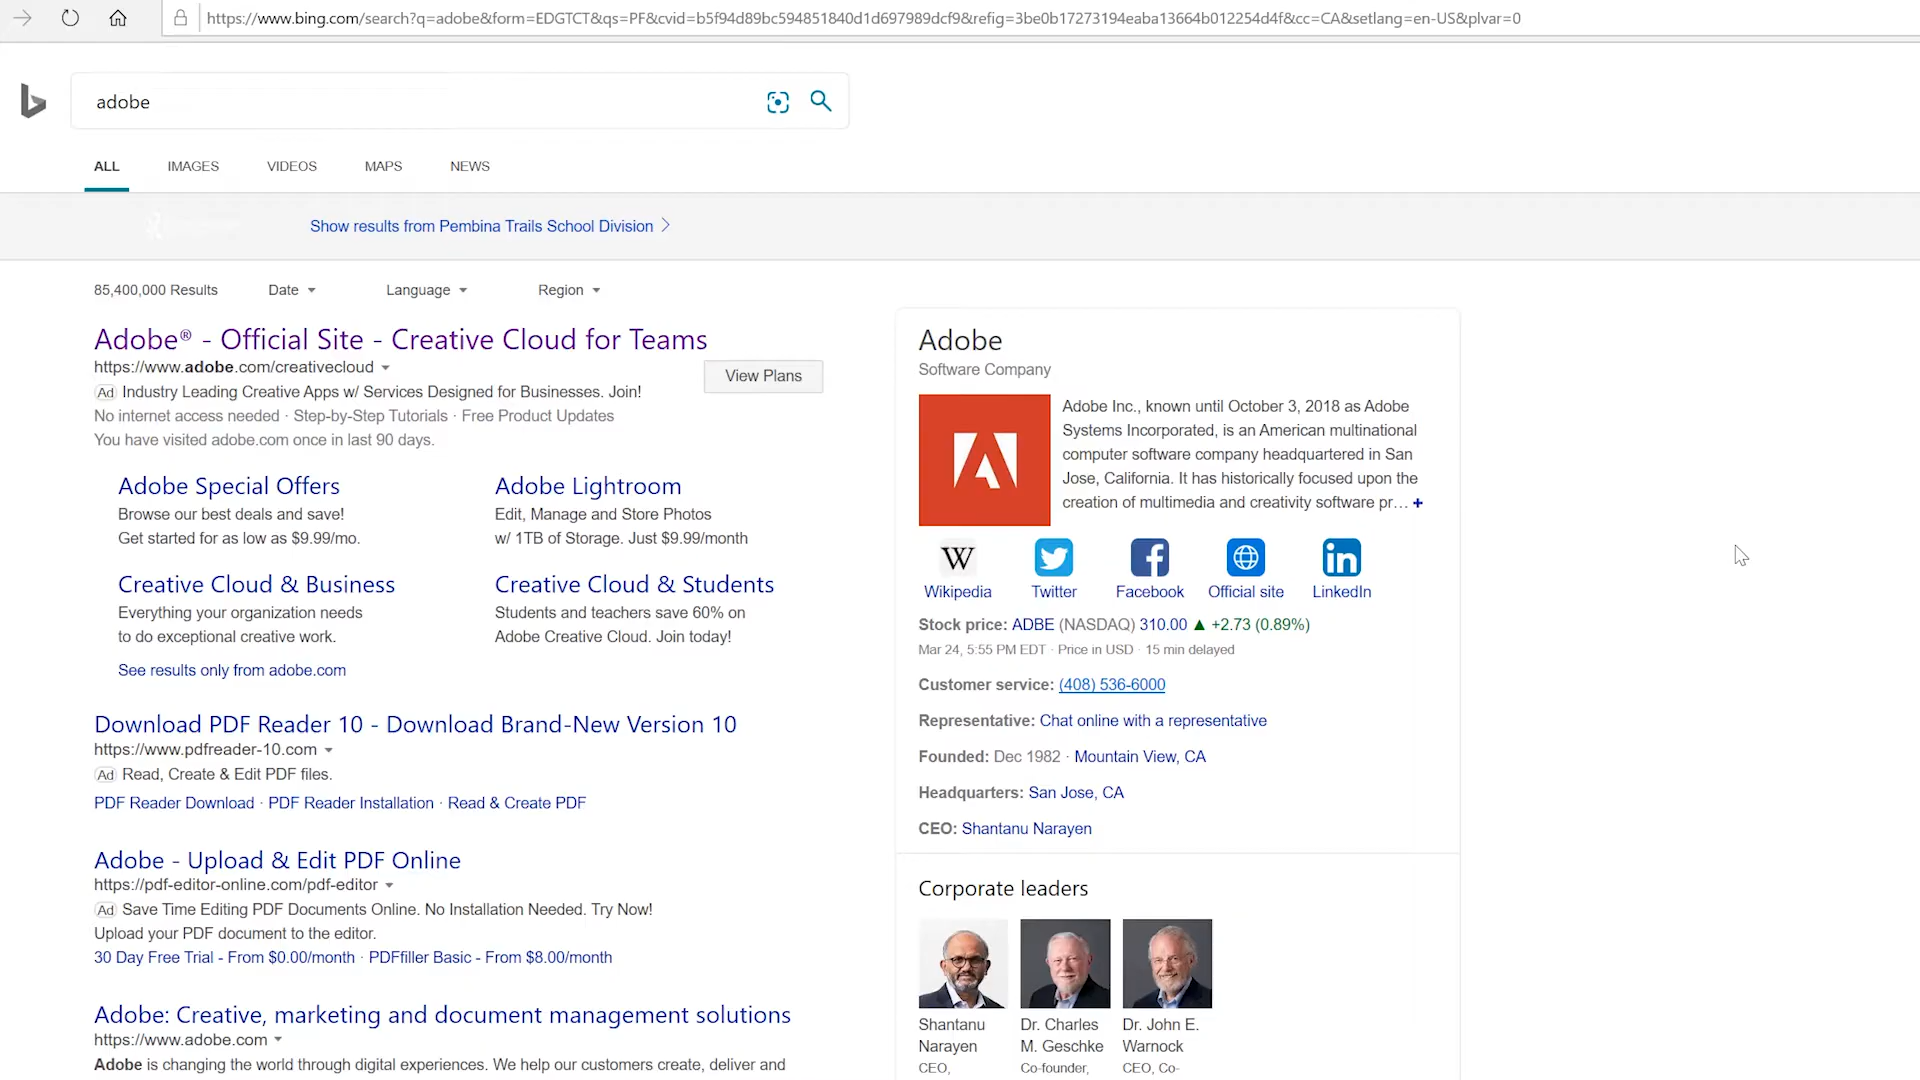 https://www.bing.com/search?q=adobe&form=EDGTCT&qs=PF&cvid=b5f94d89bc594851840d1d697989dcf9&refig=3be0b17273194eaba13664b012254d4f&cc=CA&setlang=en-US&plvar=0
adobe
ALL IMAGES VIDEOS MAPS NEWS
Show results from Pembina Trails School Division
85,400,000 Results Date Language Region
Adobe® - Official Site - Creative Cloud for Teams
https://www.adobe.com/creativecloud
View Plans
Ad Industry Leading Creative Apps w/ Services Designed for Businesses. Join!
No internet access needed · Step-by-Step Tutorials · Free Product Updates
You have visited adobe.com once in last 90 days.
Adobe Special Offers
Browse our best deals and save!
Get started for as low as $9.99/mo.
Adobe Lightroom
Edit, Manage and Store Photos
w/ 1TB of Storage. Just $9.99/month
Creative Cloud & Business
Everything your organization needs
to do exceptional creative work.
Creative Cloud & Students
Students and teachers save 60% on
Adobe Creative Cloud. Join today!
See results only from adobe.com
Download PDF Reader 10 - Download Brand-New Version 10
https://www.pdfreader-10.com
Ad Read, Create & Edit PDF files.
PDF Reader Download · PDF Reader Installation · Read & Create PDF
Adobe - Upload & Edit PDF Online
https://pdf-editor-online.com/pdf-editor
Ad Save Time Editing PDF Documents Online. No Installation Needed. Try Now!
Upload your PDF document to the editor.
30 Day Free Trial - From $0.00/month · PDFfiller Basic - From $8.00/month
Adobe: Creative, marketing and document management solutions
https://www.adobe.com
Adobe is changing the world through digital experiences. We help our customers create, deliver and
Adobe
Software Company
Adobe Inc., known until October 3, 2018 as Adobe
Systems Incorporated, is an American multinational
computer software company headquartered in San
Jose, California. It has historically focused upon the
creation of multimedia and creativity software pr… +
W
Wikipedia Twitter Facebook Official site LinkedIn
Stock price: ADBE (NASDAQ) 310.00 ▲ +2.73 (0.89%)
Mar 24, 5:55 PM EDT · Price in USD · 15 min delayed
Customer service: (408) 536-6000
Representative: Chat online with a representative
Founded: Dec 1982 · Mountain View, CA
Headquarters: San Jose, CA
CEO: Shantanu Narayen
Corporate leaders
Shantanu
Narayen
CEO,
Dr. Charles
M. Geschke
Co-founder,
Dr. John E.
Warnock
CEO, Co-